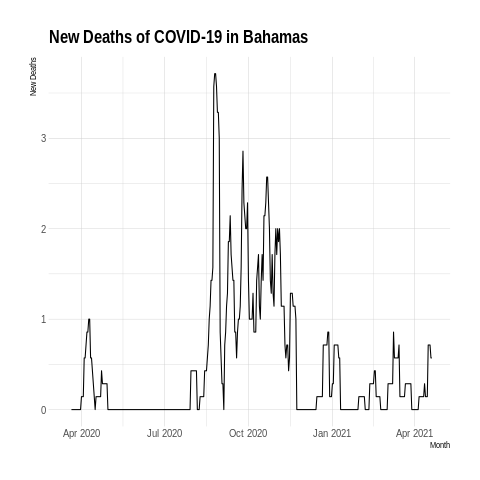 New Deaths of COVID-19 in Bahamas
New Deaths
3
2
1
0
Apr 2020 Jul 2020 Oct 2020 Jan 2021 Apr 2021
Month